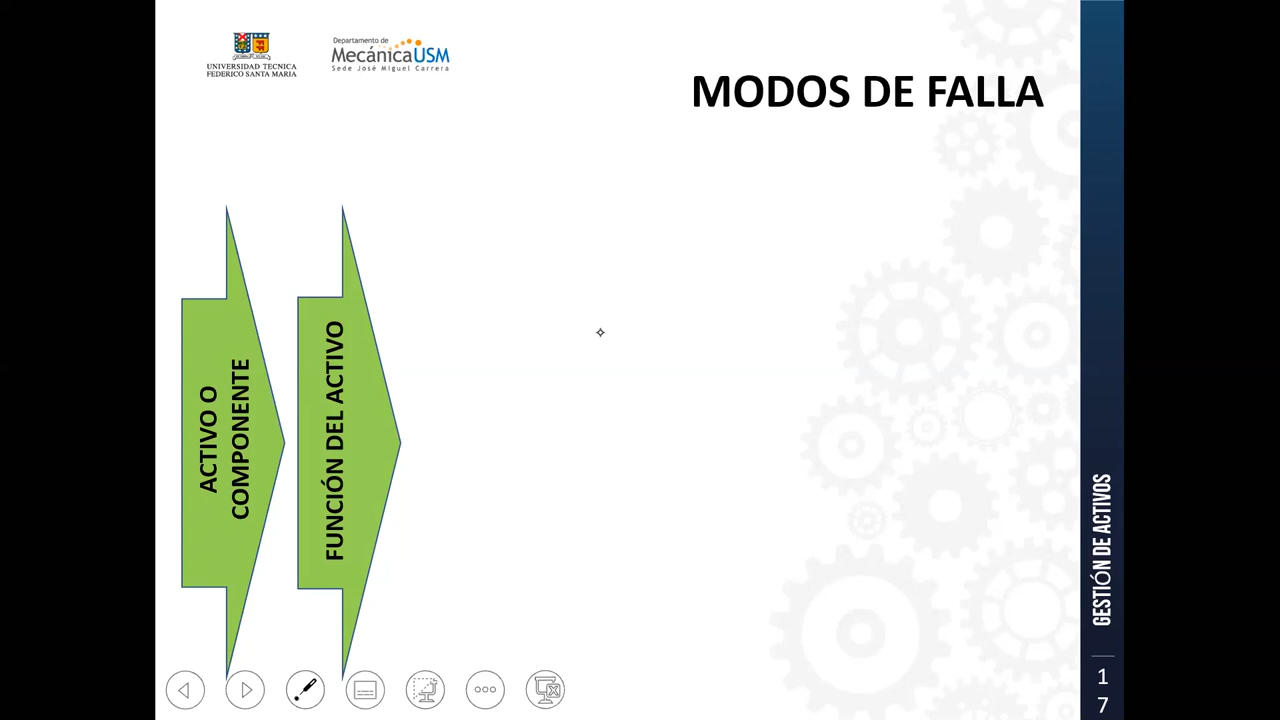 UNIVERSIDAD TECNICA
FEDERICO SANTA MARIA
Departamento de
MecánicaUSM
Sede José Miguel Carrera
MODOS DE FALLA
ACTIVO O
COMPONENTE
FUNCIÓN DEL ACTIVO
GESTIÓN DE ACTIVOS
1
7